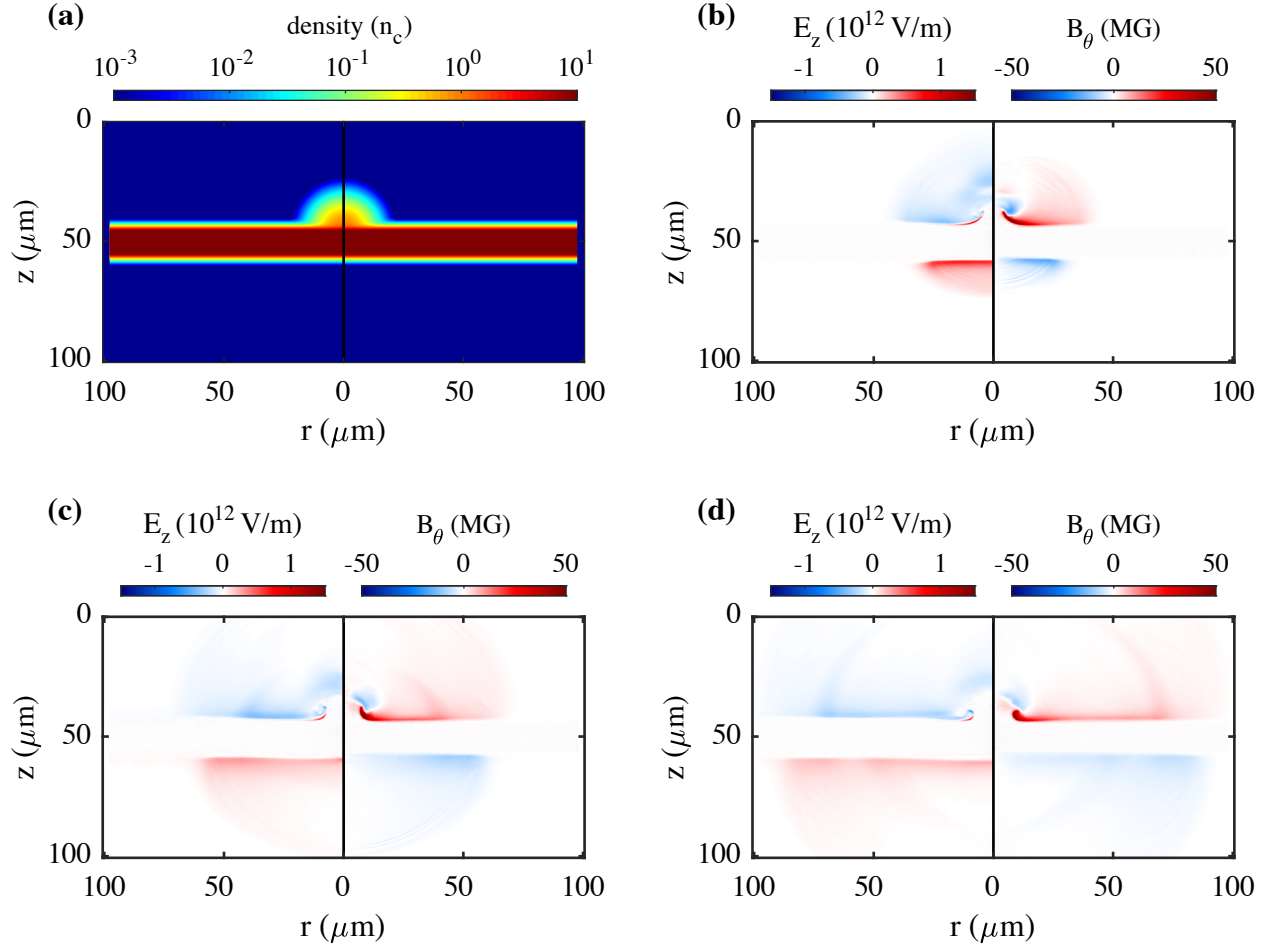 (a)
density (n_c)
10^-3 10^-2 10^-1 10^0 10^1
0
50
100
z (μm)
100 50 0 50 100
r (μm)
(b)
E_z (10^12 V/m) B_θ (MG)
-1 0 1 -50 0 50
0
50
100
z (μm)
100 50 0 50 100
r (μm)
(c)
E_z (10^12 V/m) B_θ (MG)
-1 0 1 -50 0 50
0
50
100
z (μm)
100 50 0 50 100
r (μm)
(d)
E_z (10^12 V/m) B_θ (MG)
-1 0 1 -50 0 50
0
50
100
z (μm)
100 50 0 50 100
r (μm)